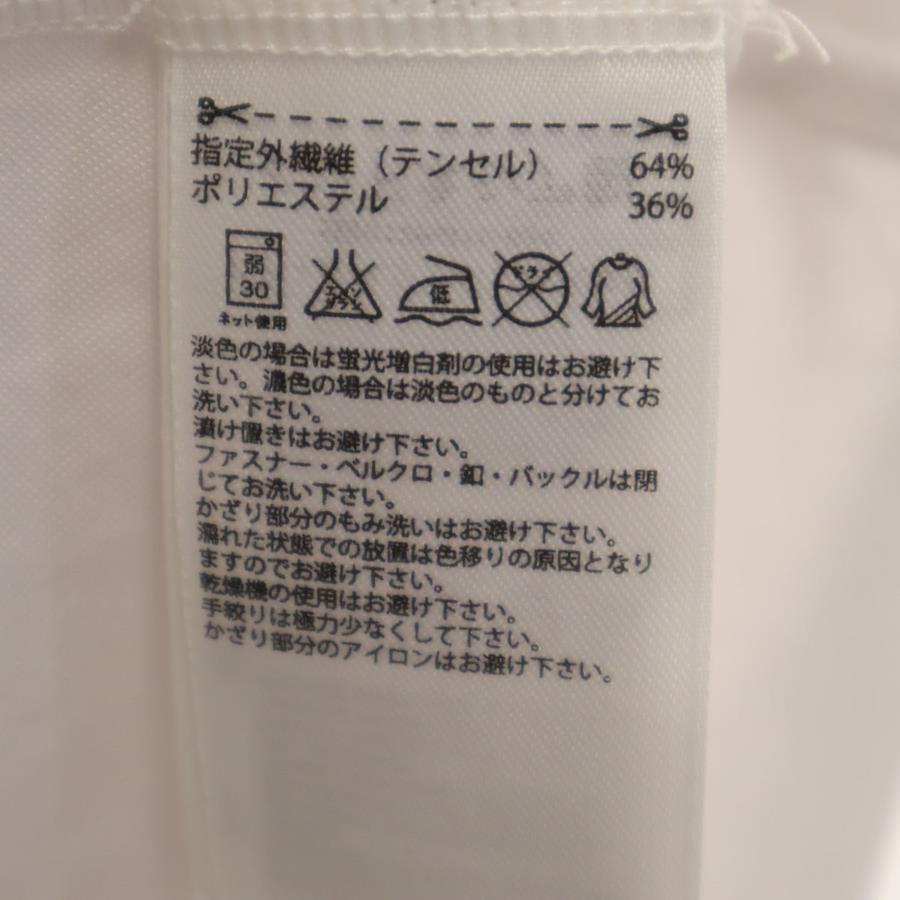 指定外繊維（テンセル） 64%
ポリエステル 36%
弱
30
ネット使用
エンソ
サラシ
低
ドライ
淡色の場合は蛍光増白剤の使用はお避け下
さい。濃色の場合は淡色のものと分けてお
洗い下さい。
漬け置きはお避け下さい。
ファスナー・ベルクロ・釦・バックルは閉
じてお洗い下さい。
かざり部分のもみ洗いはお避け下さい。
濡れた状態での放置は色移りの原因となり
ますのでお避け下さい。
乾燥機の使用はお避け下さい。
手絞りは極力少なくして下さい。
かざり部分のアイロンはお避け下さい。